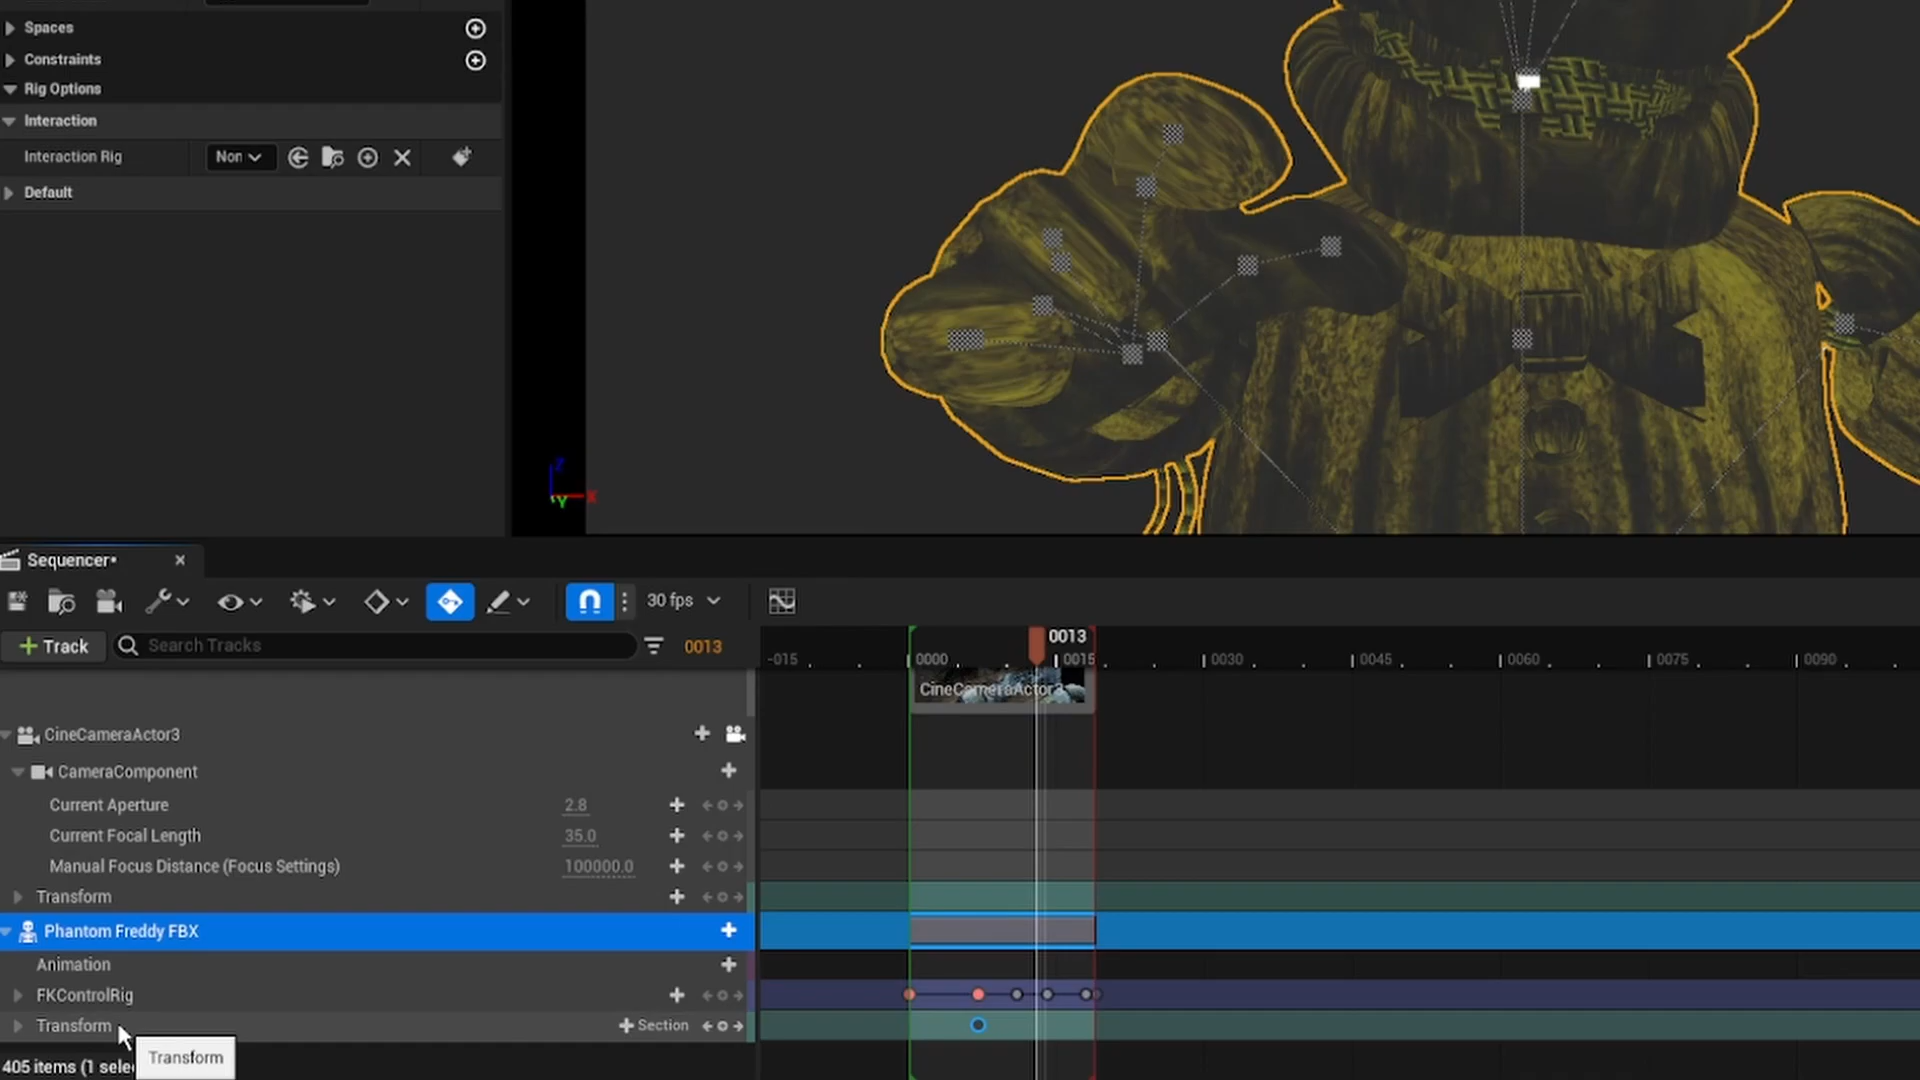 Spaces
Constraints
Rig Options
Interaction
Interaction Rig Non
Default
Z
Y X
Sequencer*
30 fps
Track Search Tracks 0013
0013
-015 0000 0015 0030 0045 0060 0075 0090
CineCameraActor3
CineCameraActor3
CameraComponent
Current Aperture 2.8
Current Focal Length 35.0
Manual Focus Distance (Focus Settings) 100000.0
Transform
Phantom Freddy FBX
Animation
FKControlRig
Transform Section
405 items (1 sele
Transform